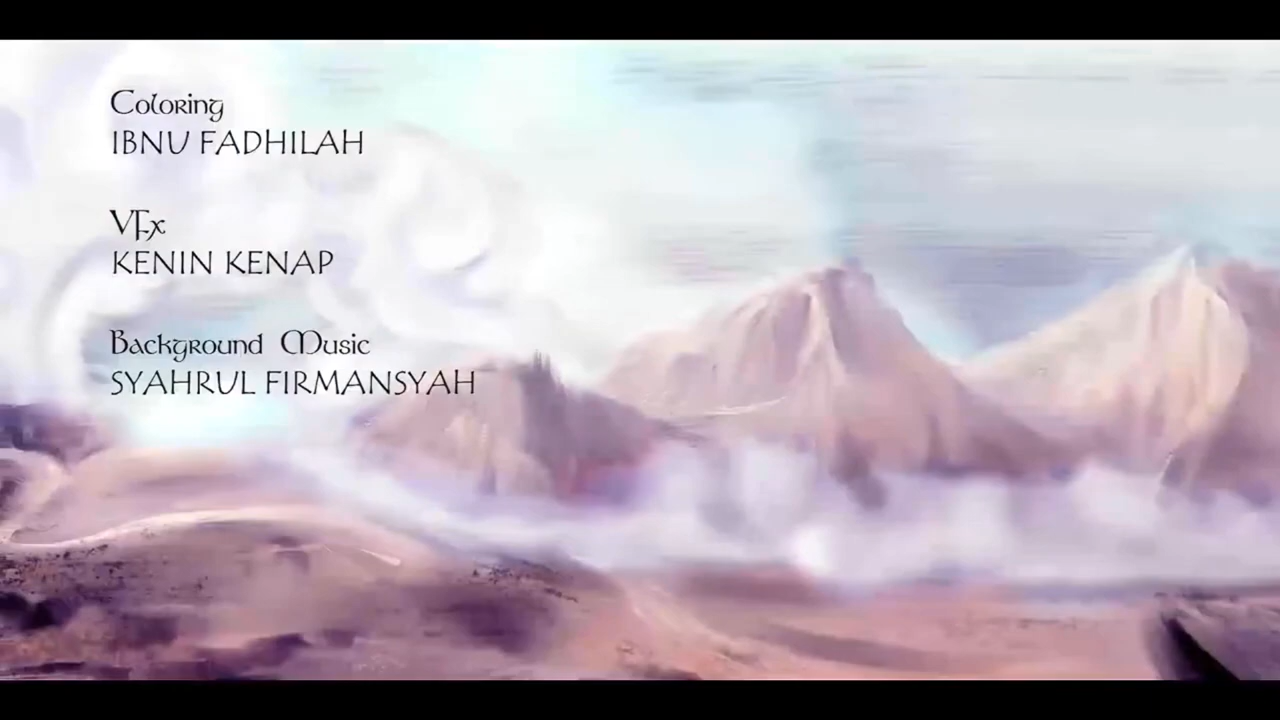 Coloring
IBNU FADHILAH
VFx
KENIN KENAP
Background Music
SYAHRUL FIRMANSYAH